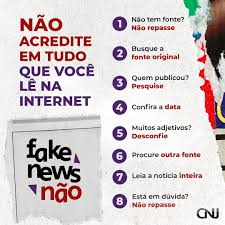 NÃO
ACREDITE
EM TUDO
QUE VOCÊ
LÊ NA
INTERNET
fake
news
não
1 Não tem fonte?
Não repasse
2 Busque a
fonte original
3 Quem publicou?
Pesquise
4 Confira a data
5 Muitos adjetivos?
Desconfie
6 Procure outra fonte
7 Leia a notícia inteira
8 Está em dúvida?
Não repasse
CNJ